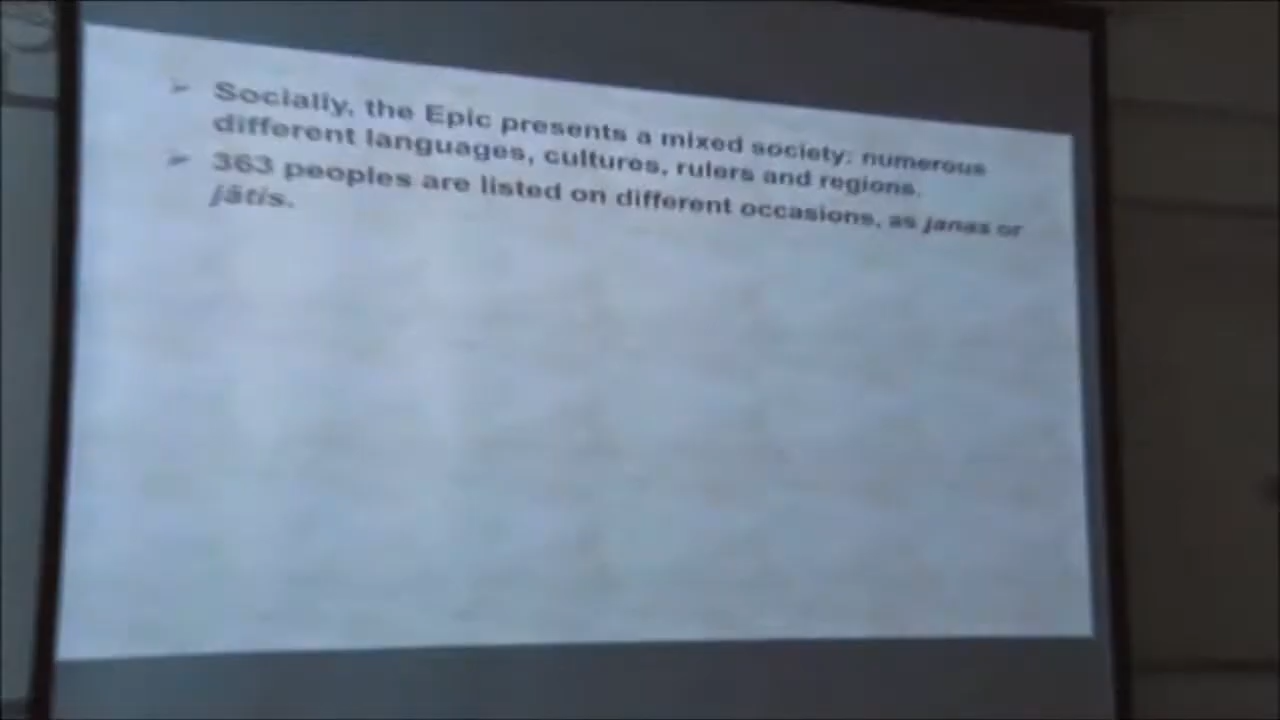 ➢ Socially, the Epic presents a mixed society: numerous
different languages, cultures, rulers and regions.
➢ 363 peoples are listed on different occasions, as janas or
jātis.